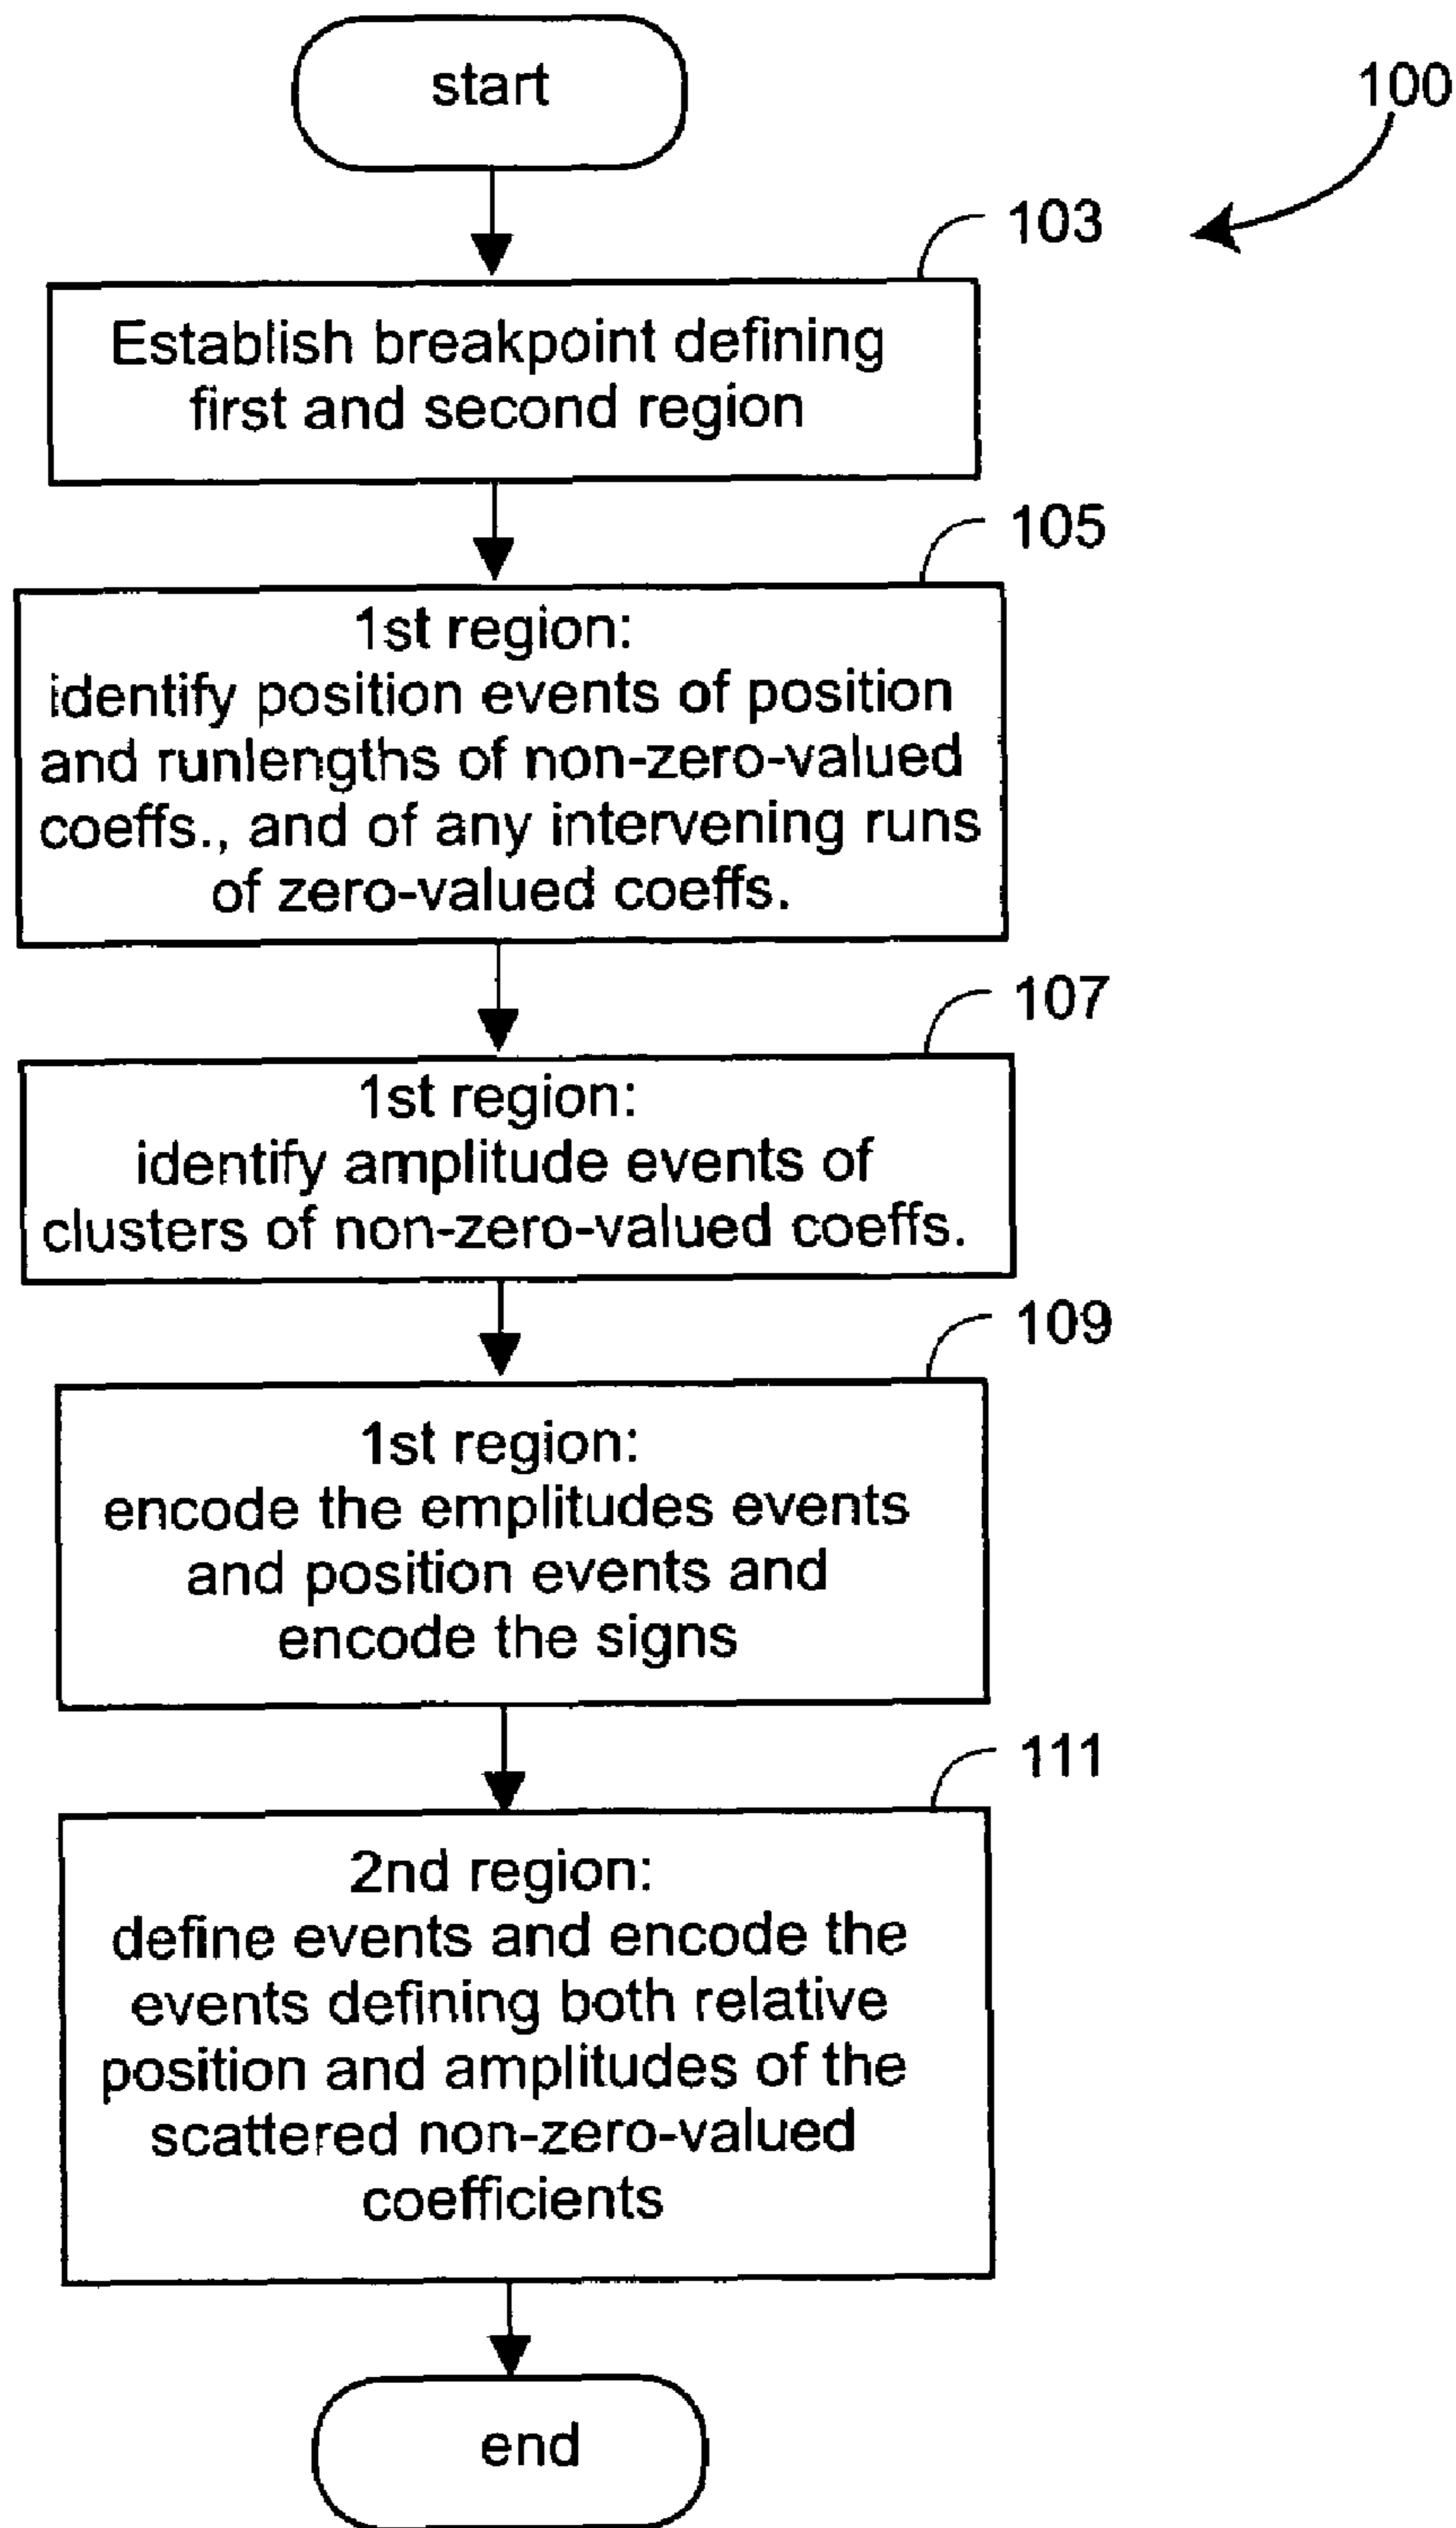 start
100
103
Establish breakpoint defining
first and second region
105
1st region:
identify position events of position
and runlengths of non-zero-valued
coeffs., and of any intervening runs
of zero-valued coeffs.
107
1st region:
identify amplitude events of
clusters of non-zero-valued coeffs.
109
1st region:
encode the emplitudes events
and position events and
encode the signs
111
2nd region:
define events and encode the
events defining both relative
position and amplitudes of the
scattered non-zero-valued
coefficients
end